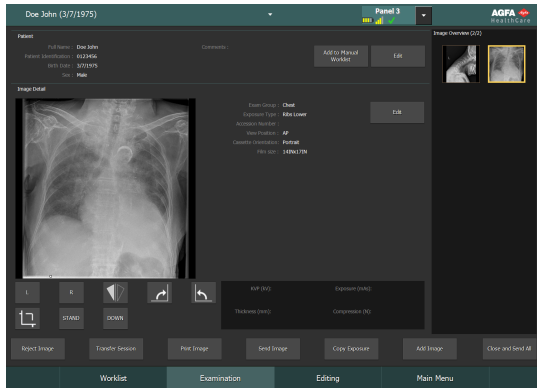 Doe John (3/7/1975)
Panel 3
AGFA
HealthCare
Patient
Full Name : Doe John
Comments :
Patient Identification : 0123456
Birth Date : 3/7/1975
Sex : Male
Add to Manual
Worklist
Edit
Image Overview (2/2)
Image Detail
Exam Group : Chest
Exposure Type : Ribs Lower
Accession Number :
View Position : AP
Cassette Orientation: Portrait
Film size : 14INx17IN
Edit
L
R
STAND
DOWN
KVP (kV):
Exposure (mAs):
Thickness (mm):
Compression (N):
Reject Image
Transfer Session
Print Image
Send Image
Copy Exposure
Add Image
Close and Send All
Worklist
Examination
Editing
Main Menu